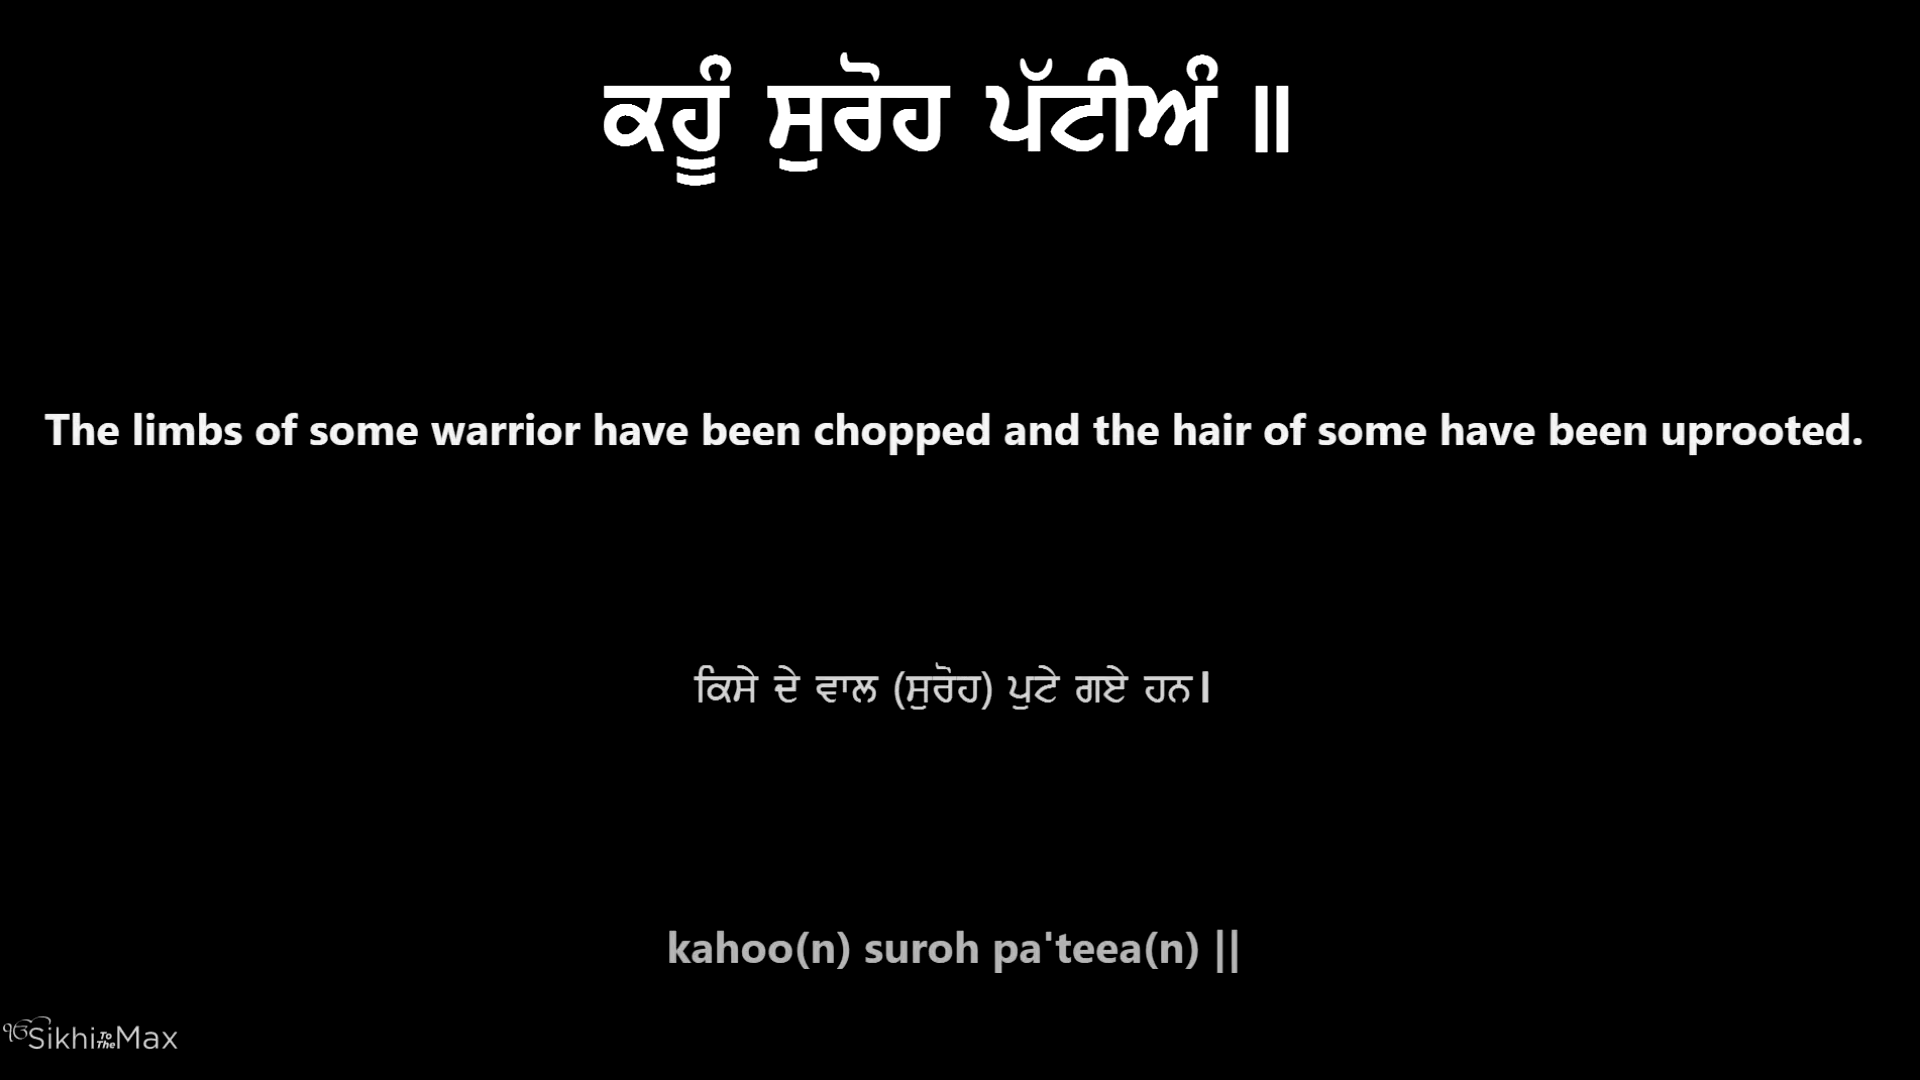 ਕਹੂੰ ਸੁਰੋਹ ਪੱਟੀਅੰ ॥
The limbs of some warrior have been chopped and the hair of some have been uprooted.
ਕਿਸੇ ਦੇ ਵਾਲ (ਸੁਰੋਹ) ਪੁਟੇ ਗਏ ਹਨ।
kahoo(n) suroh pa'teea(n) ||
ੴSikhiToTheMax